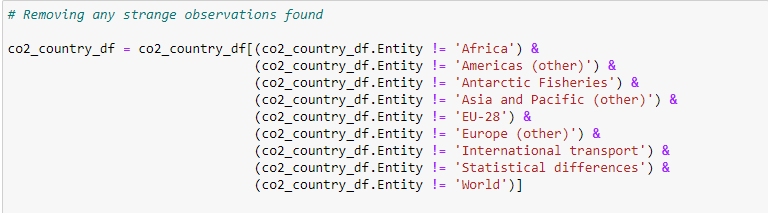 # Removing any strange observations found
co2_country_df = co2_country_df[(co2_country_df.Entity != 'Africa') &
(co2_country_df.Entity != 'Americas (other)') &
(co2_country_df.Entity != 'Antarctic Fisheries') &
(co2_country_df.Entity != 'Asia and Pacific (other)') &
(co2_country_df.Entity != 'EU-28') &
(co2_country_df.Entity != 'Europe (other)') &
(co2_country_df.Entity != 'International transport') &
(co2_country_df.Entity != 'Statistical differences') &
(co2_country_df.Entity != 'World')]